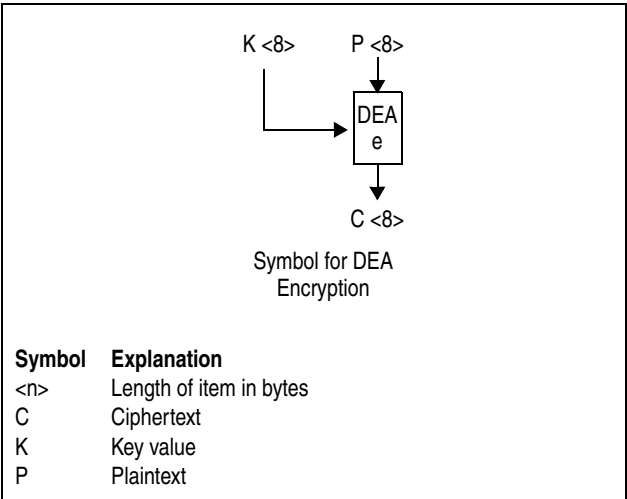 K <8> P <8>
DEA
e
C <8>
Symbol for DEA
Encryption
Symbol Explanation
<n> Length of item in bytes
C Ciphertext
K Key value
P Plaintext